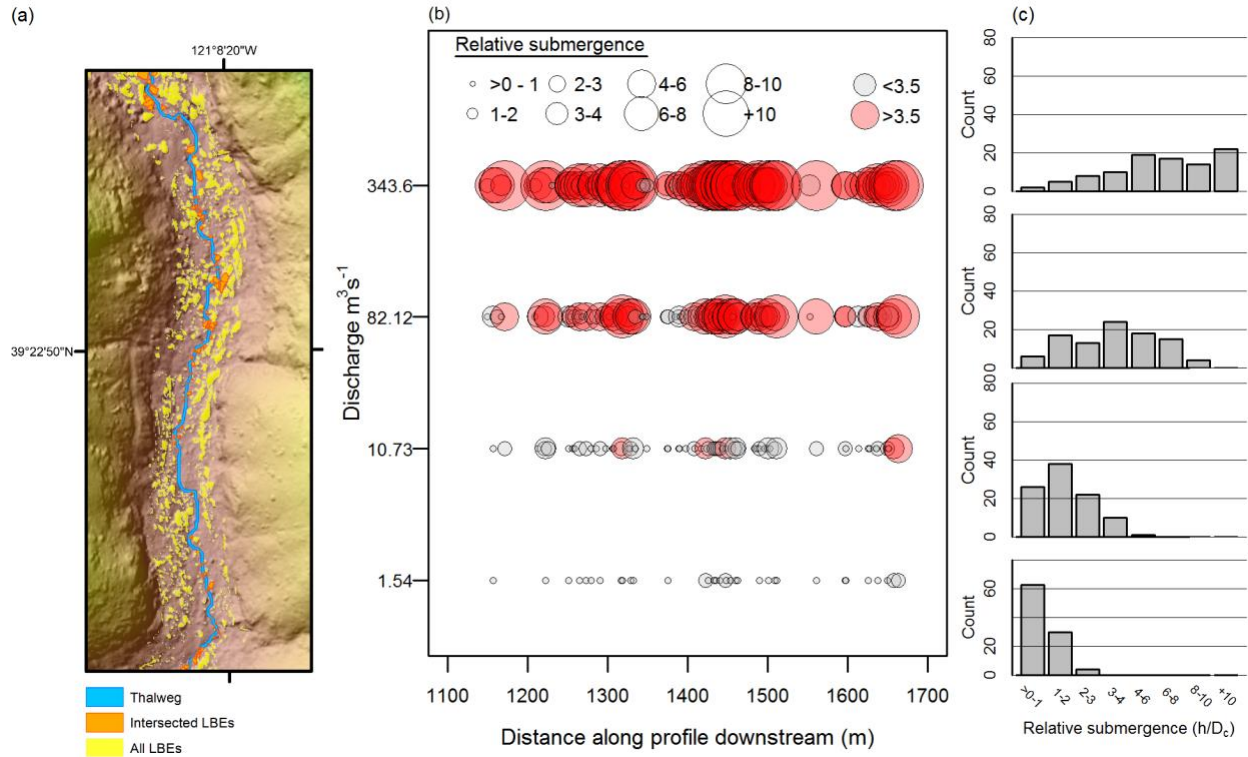 (a)
121°8'20"W
39°22'50"N
Thalweg
Intersected LBEs
All LBEs
(b)
Relative submergence
>0 - 1 2-3 4-6 8-10 <3.5
1-2 3-4 6-8 +10 >3.5
Discharge m³s⁻¹
343.6
82.12
10.73
1.54
1100 1200 1300 1400 1500 1600 1700
Distance along profile downstream (m)
(c)
Count
80
60
40
20
0
Count
80
60
40
20
0
Count
80
60
40
20
0
Count
60
40
20
0
>0-1 1-2 2-3 3-4 4-6 6-8 8-10 +10
Relative submergence (h/D꜀)